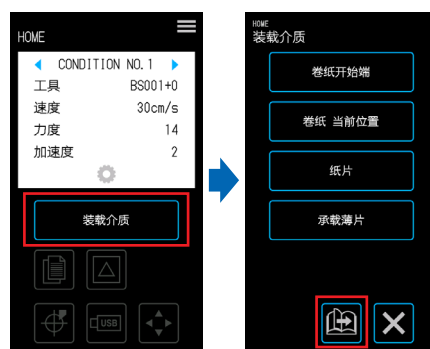 HOME
CONDITION NO.1
工具 BS001+0
速度 30cm/s
力度 14
加速度 2
装载介质
USB
HOME
装载介质
卷纸开始端
卷纸 当前位置
纸片
承载薄片